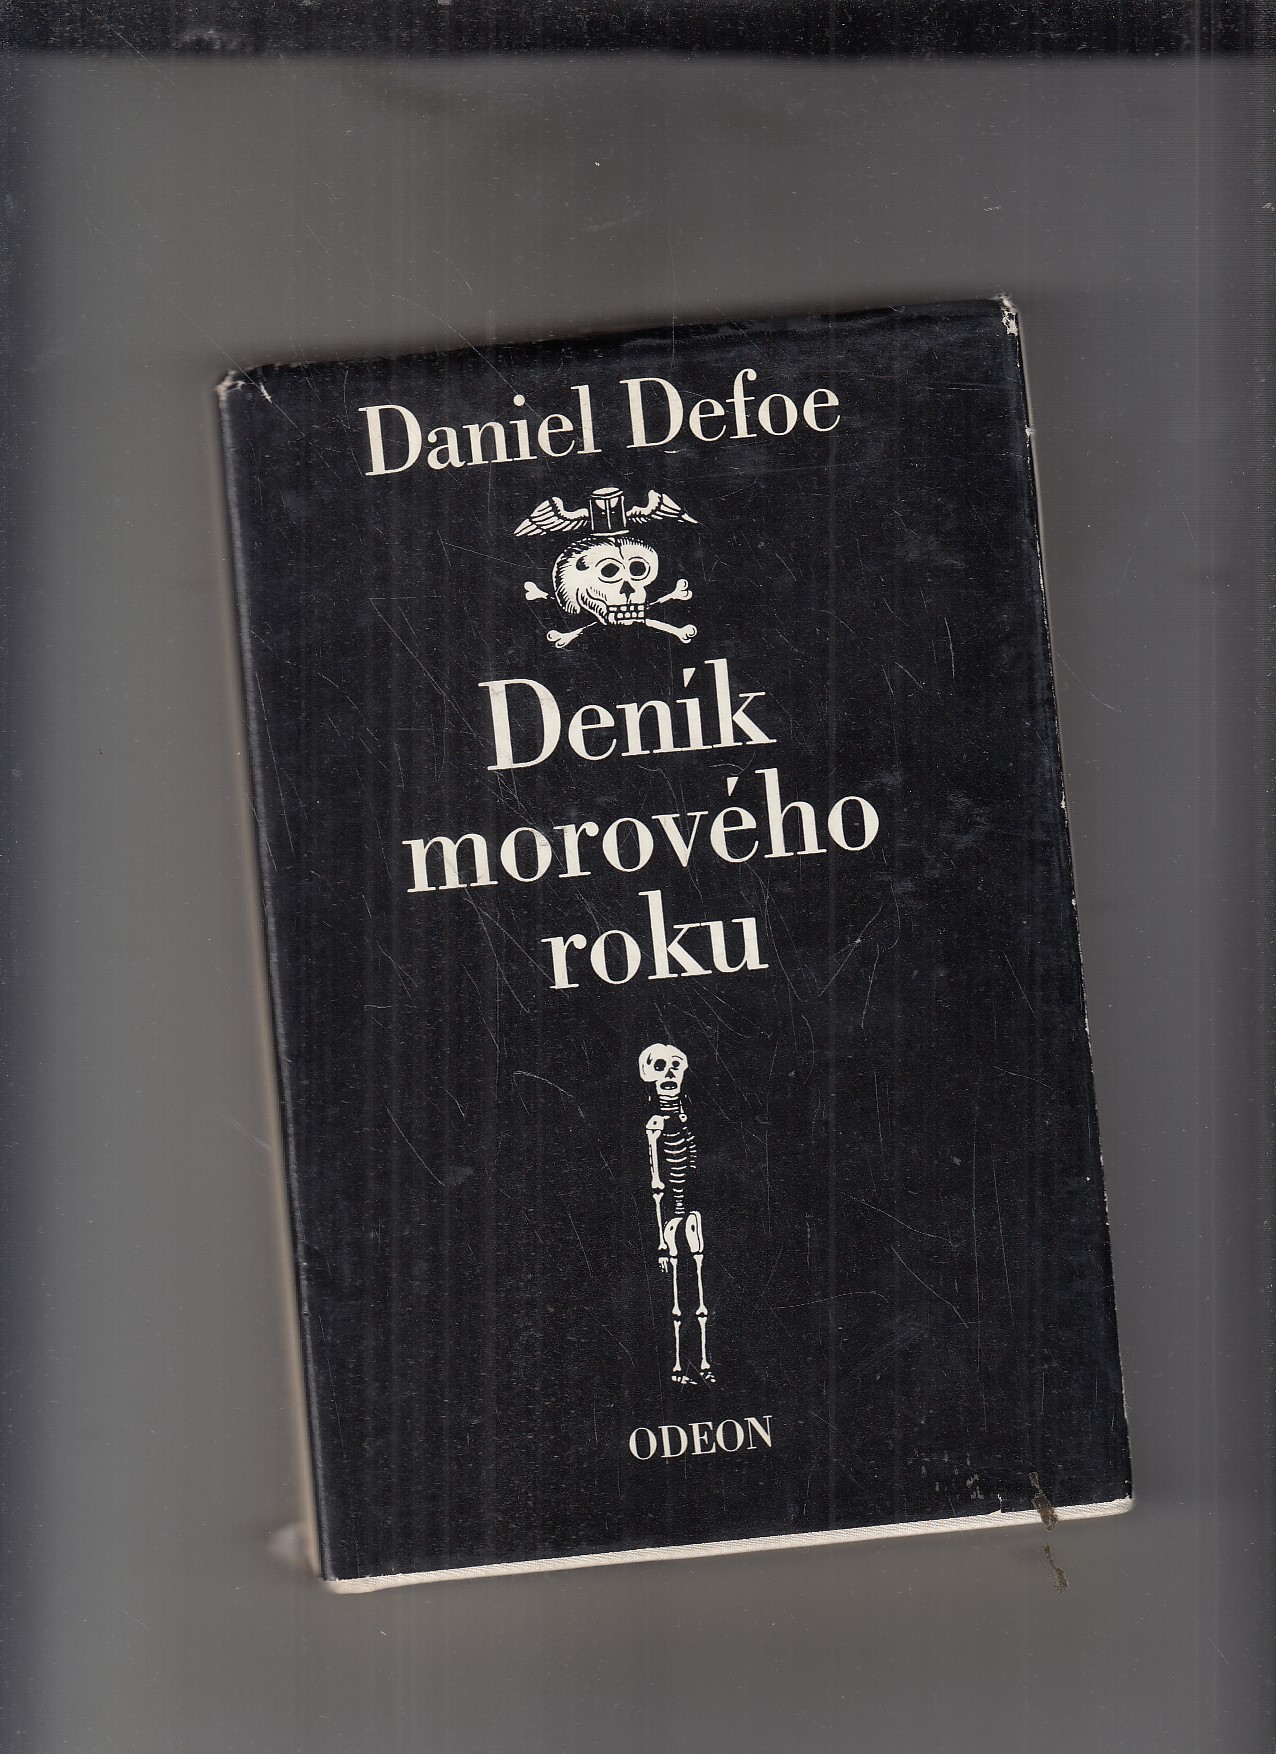 Daniel Defoe
Deník
morového
roku
ODEON